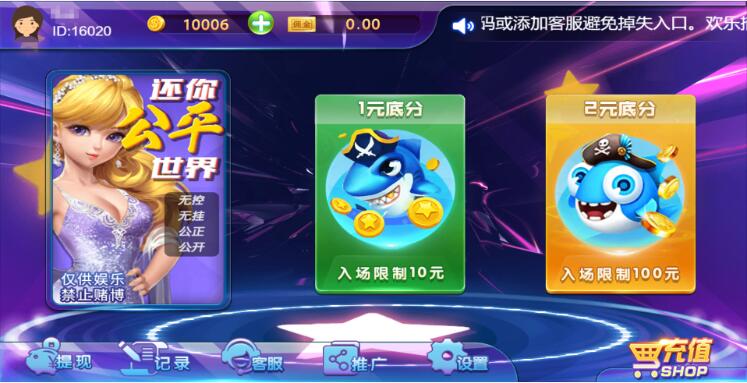 ID:16020
10006
佣金
0.00
码或添加客服避免掉失入口。欢乐捕
还你
公平
世界
无控
无挂
公正
公开
仅供娱乐
禁止赌博
1元底分
入场限制10元
2元底分
入场限制100元
提现
记录
客服
推广
设置
充值
SHOP